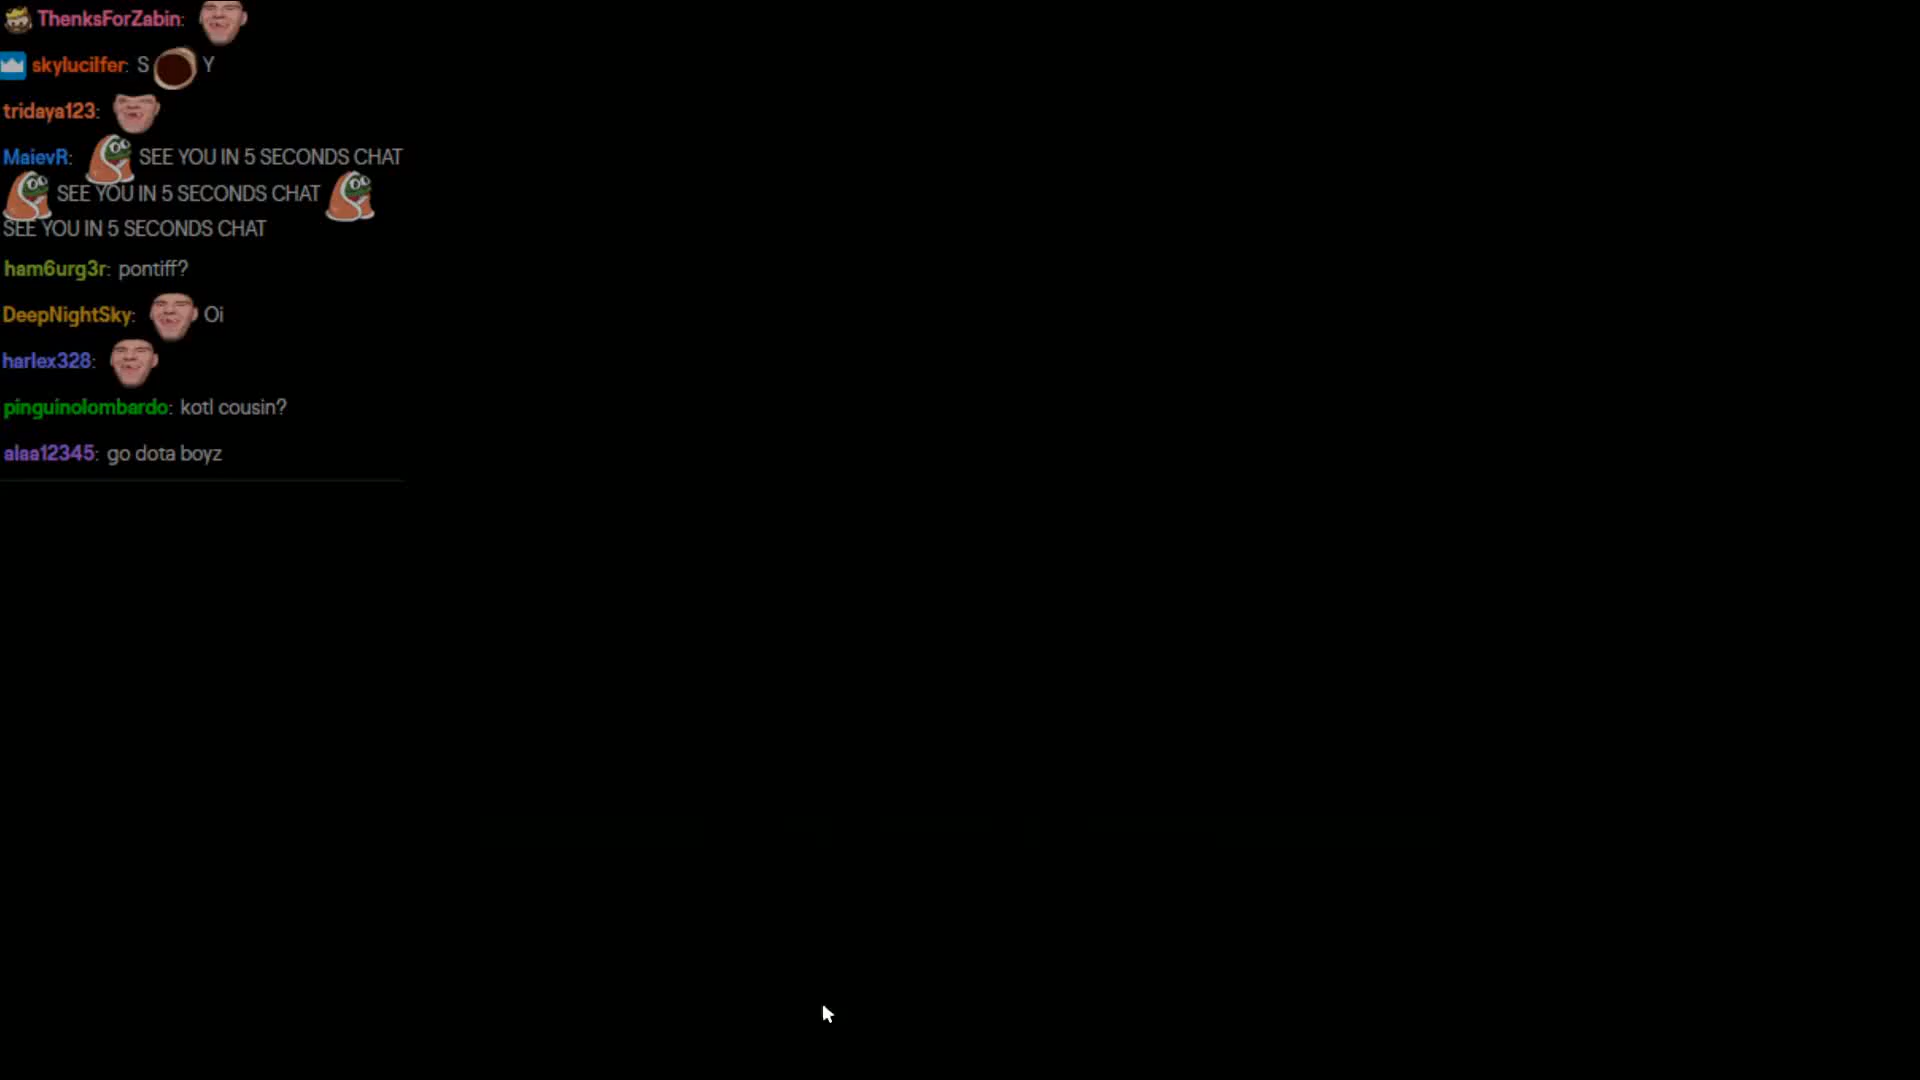 ThenksForZabin:
skylucilfer: S Y
tridaya123:
MaievR: SEE YOU IN 5 SECONDS CHAT
SEE YOU IN 5 SECONDS CHAT
SEE YOU IN 5 SECONDS CHAT
ham6urg3r: pontiff?
DeepNightSky: Oi
harlex328:
pinguinolombardo: kotl cousin?
alaa12345: go dota boyz